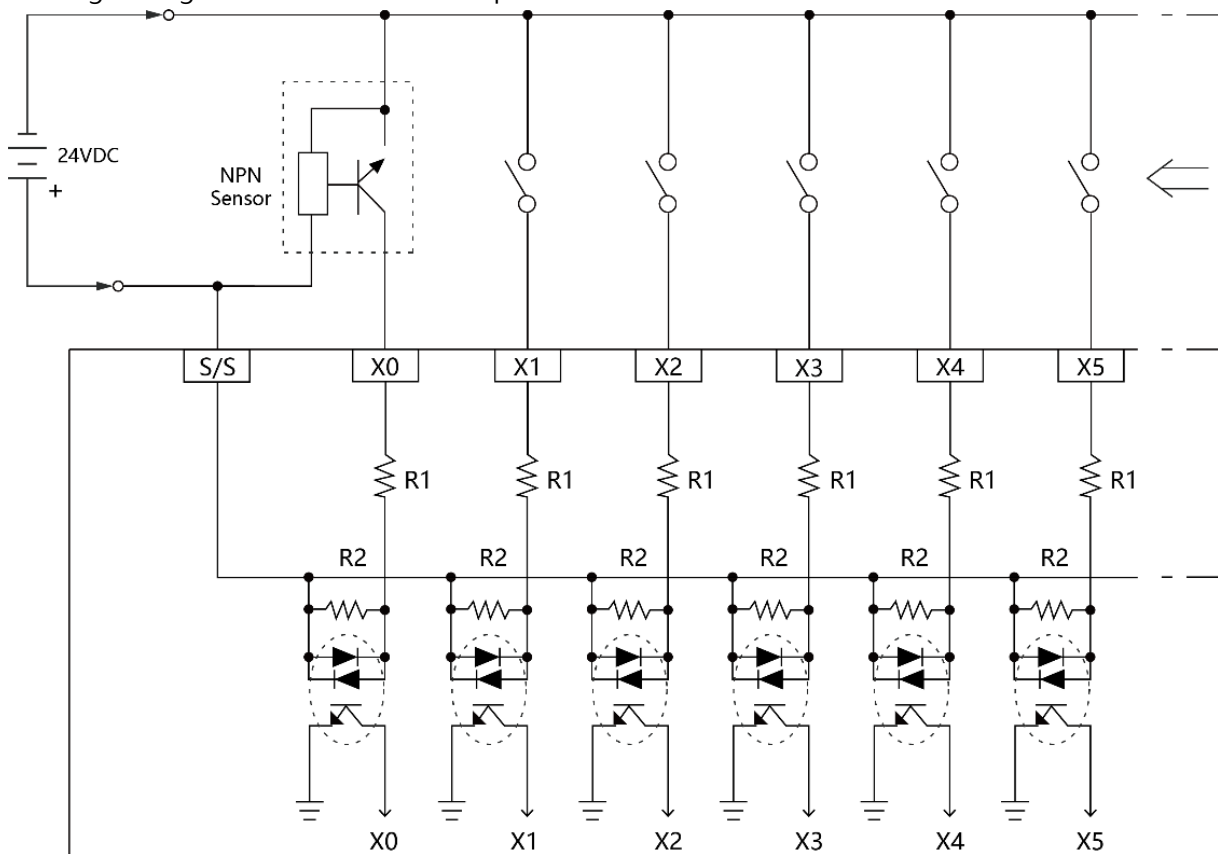 24VDC
+
NPN
Sensor
S/S X0 X1 X2 X3 X4 X5
R1 R1 R1 R1 R1 R1
R2 R2 R2 R2 R2 R2
X0 X1 X2 X3 X4 X5